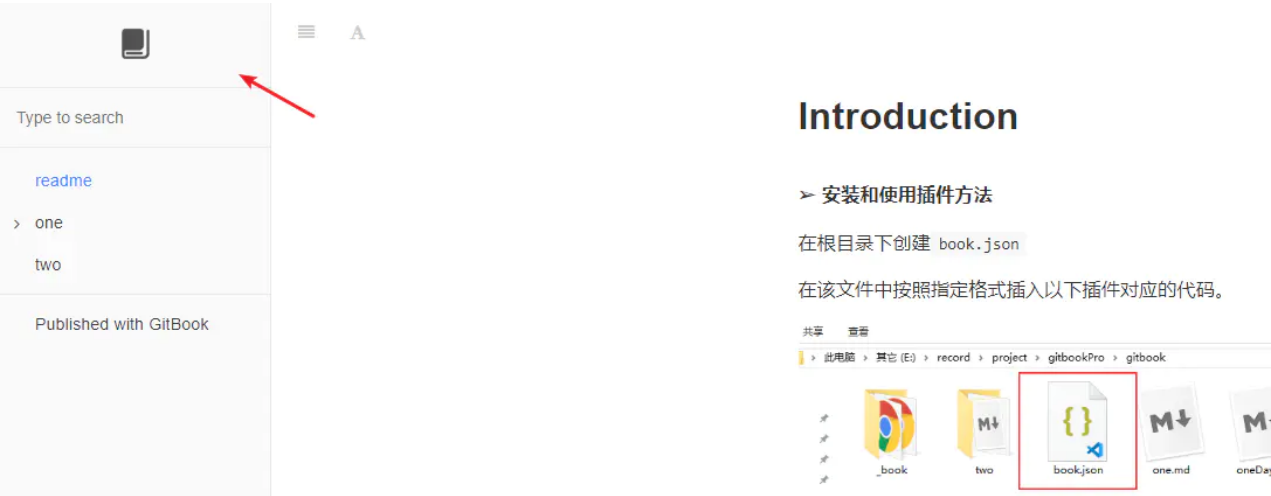 A
Type to search
readme
one
two
Published with GitBook
Introduction
➢ 安装和使用插件方法
在根目录下创建 book.json
在该文件中按照指定格式插入以下插件对应的代码。
共享 查看
› 此电脑 › 其它 (E:) › record › project › gitbookPro › gitbook
{ }
M↓ M↓ M
_book two book.json one.md oneDay